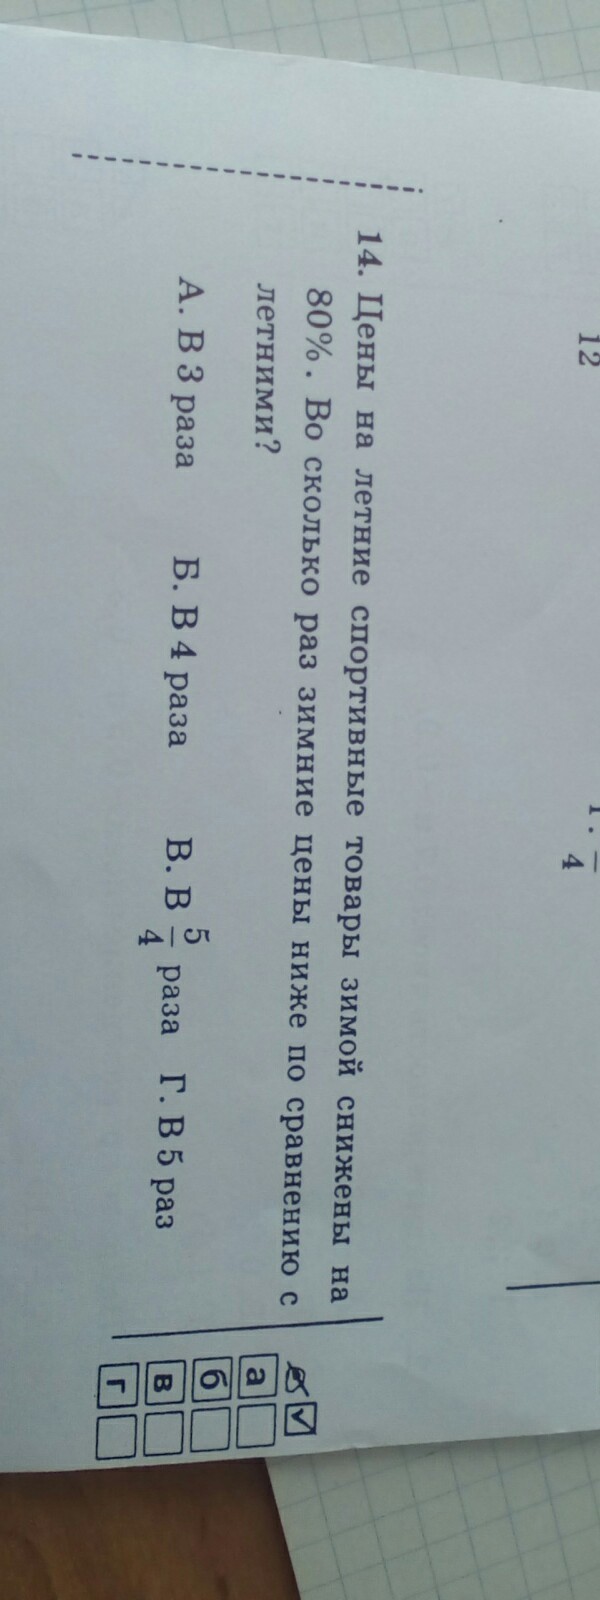 12
4
14. Цены на летние спортивные товары зимой снижены на
80%. Во сколько раз зимние цены ниже по сравнению с
летними?
А. В 3 раза Б. В 4 раза В. В 5/4 раза Г. В 5 раз
а
б
в
г